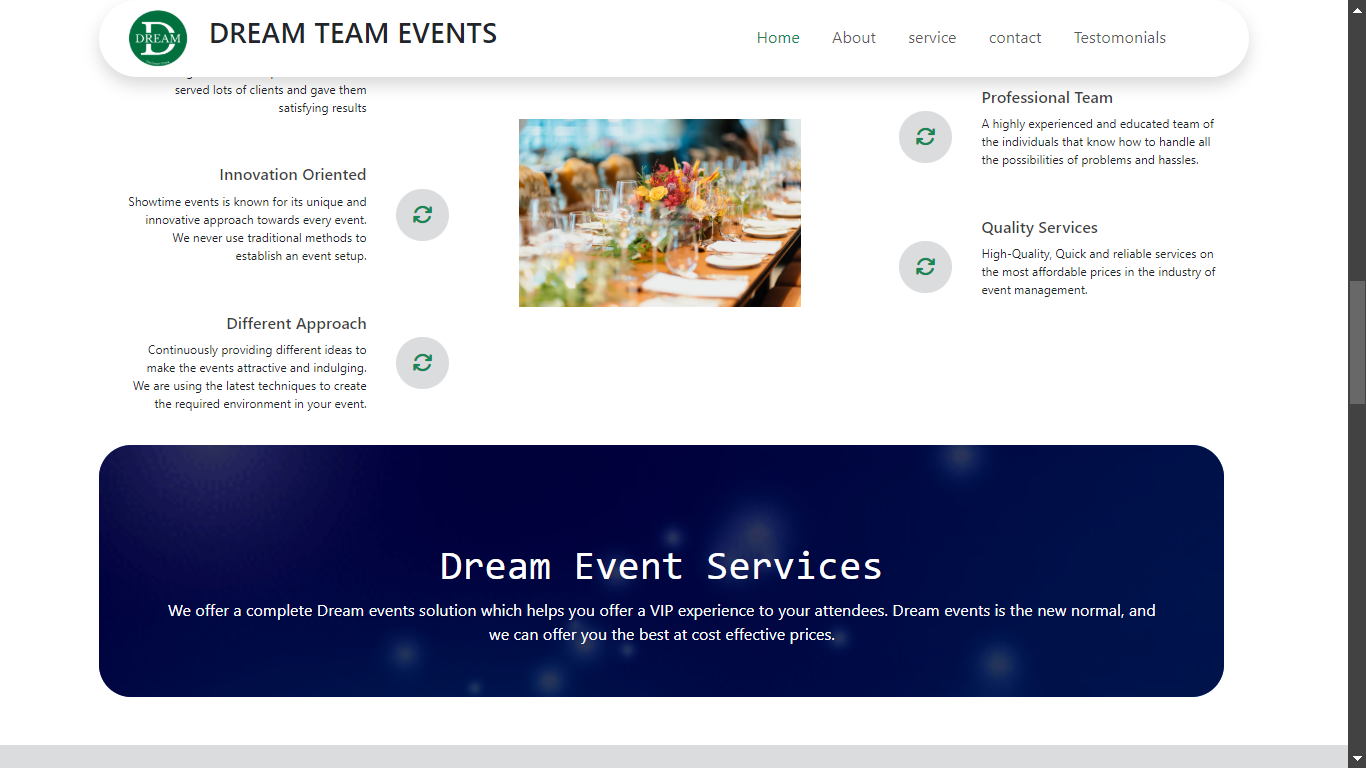 DREAM
DREAM TEAM EVENTS
Home
About
service
contact
Testomonials
served lots of clients and gave them
satisfying results
Innovation Oriented
Showtime events is known for its unique and
innovative approach towards every event.
We never use traditional methods to
establish an event setup.
Different Approach
Continuously providing different ideas to
make the events attractive and indulging.
We are using the latest techniques to create
the required environment in your event.
Professional Team
A highly experienced and educated team of
the individuals that know how to handle all
the possibilities of problems and hassles.
Quality Services
High-Quality, Quick and reliable services on
the most affordable prices in the industry of
event management.
Dream Event Services
We offer a complete Dream events solution which helps you offer a VIP experience to your attendees. Dream events is the new normal, and
we can offer you the best at cost effective prices.